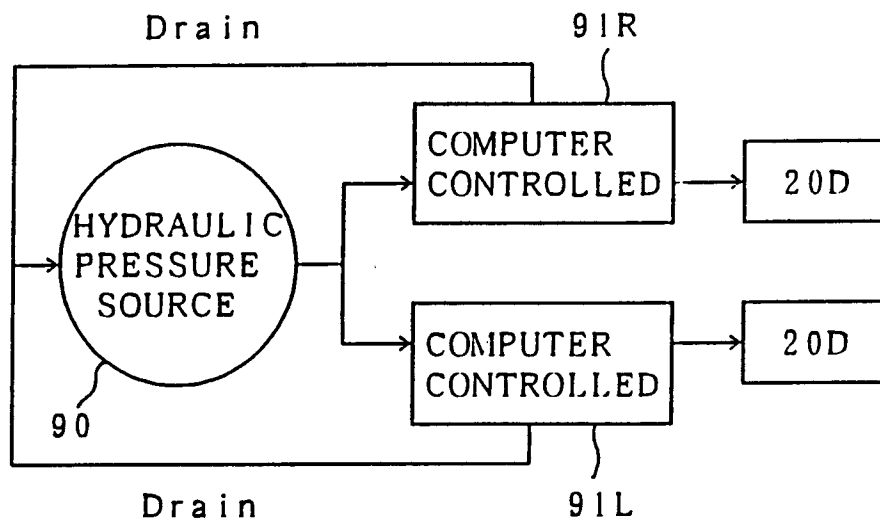 Drain
91R
COMPUTER
CONTROLLED
20D
HYDRAULIC
PRESSURE
SOURCE
90
COMPUTER
CONTROLLED
20D
Drain
91L